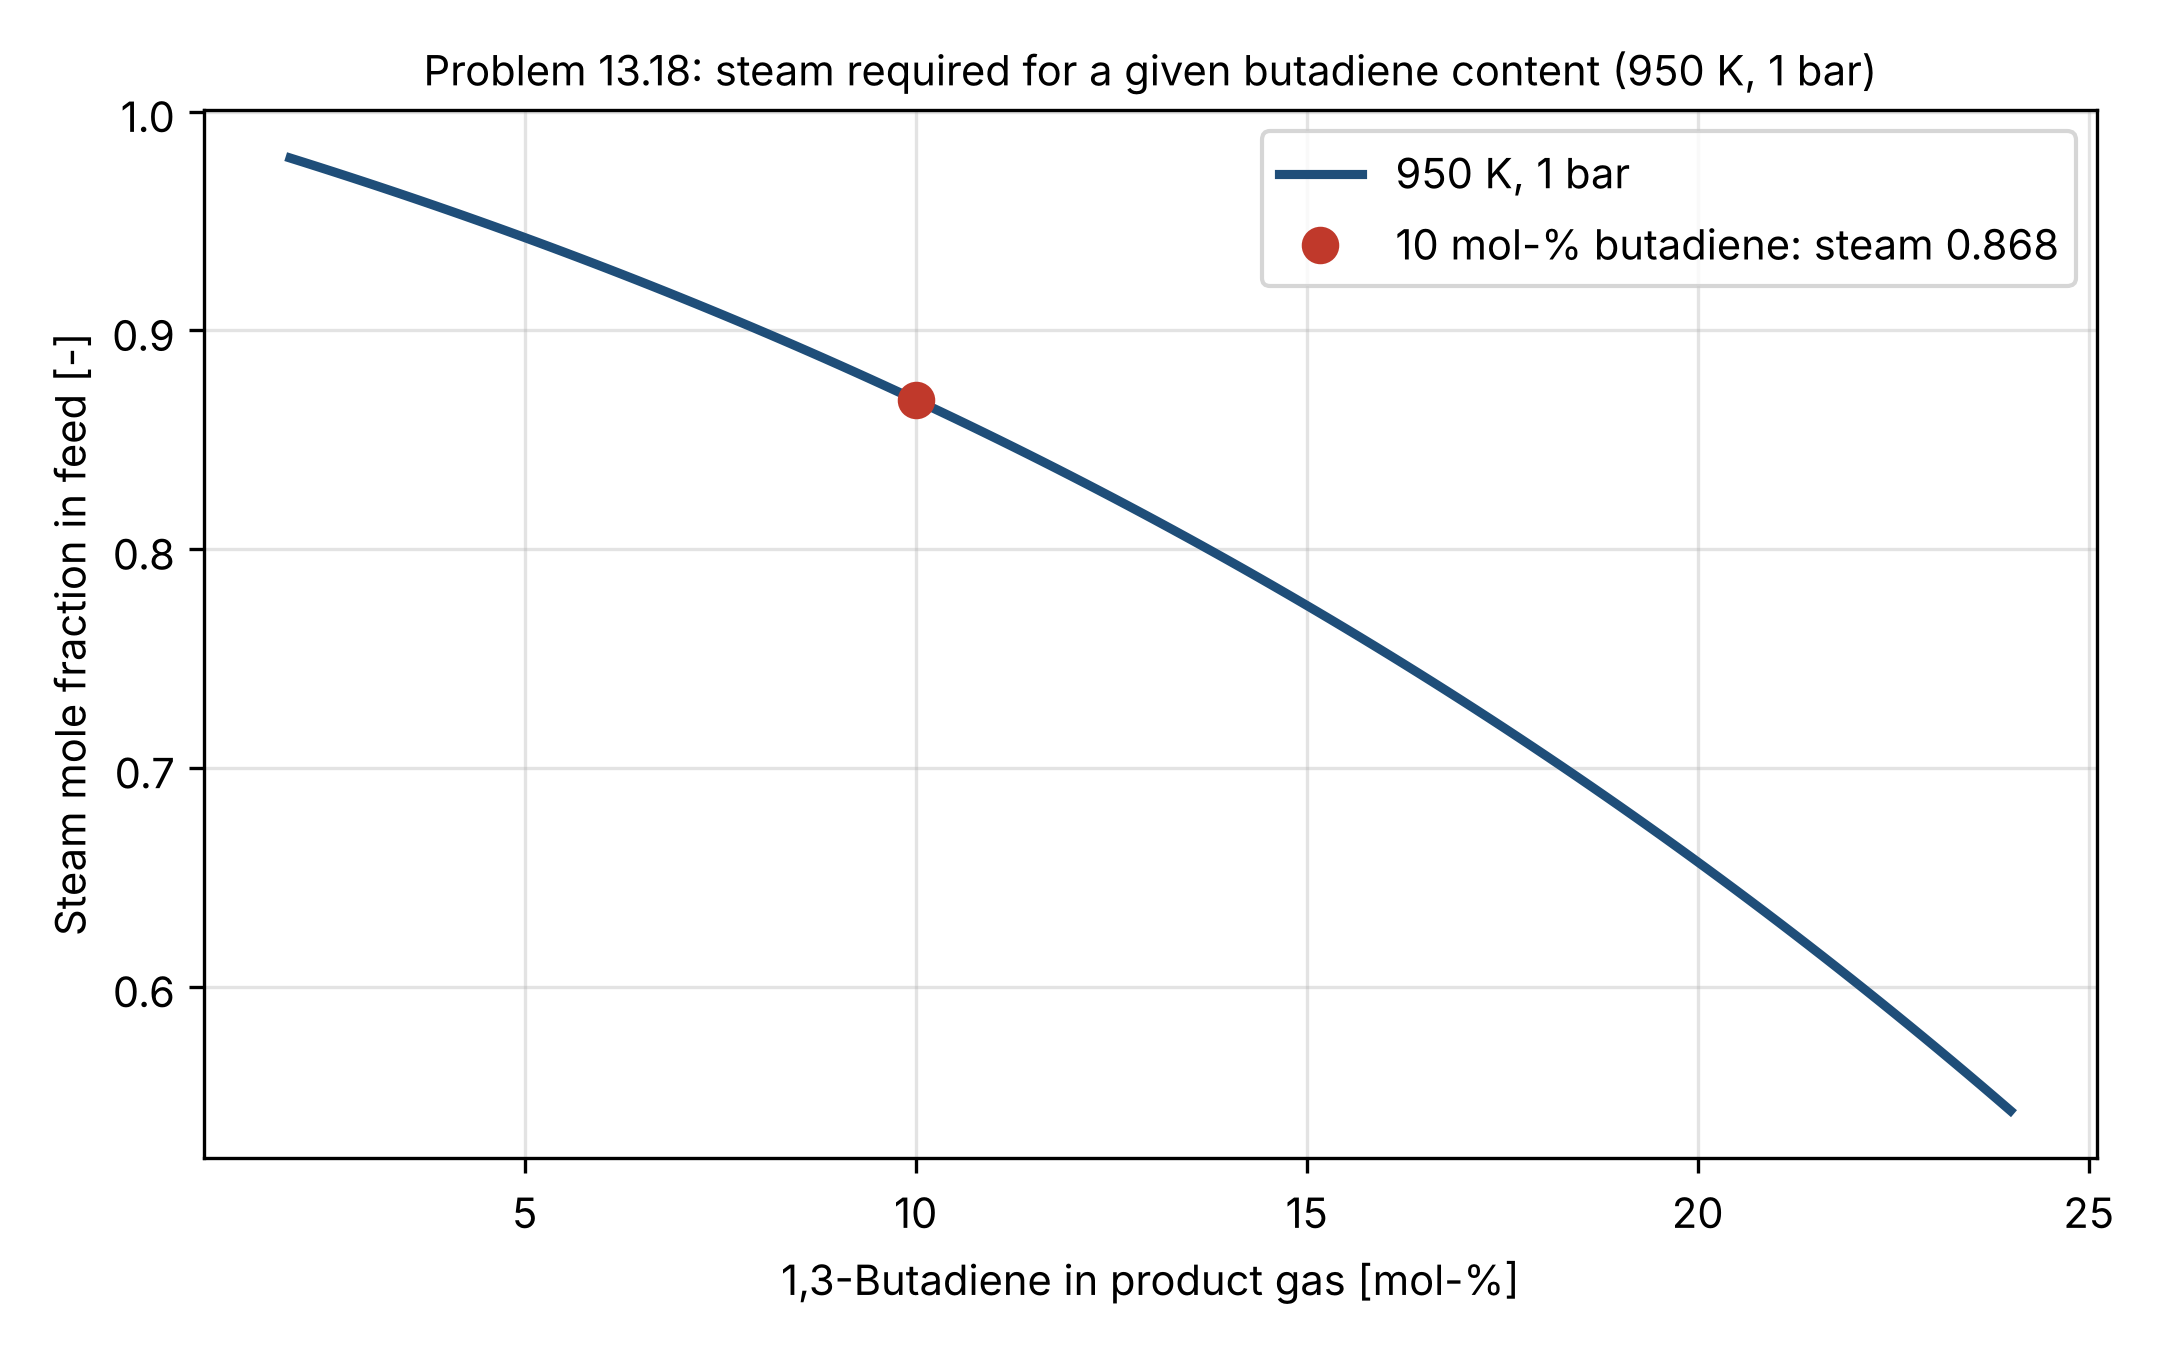 Problem 13.18: steam required for a given butadiene content (950 K, 1 bar)
950 K, 1 bar
10 mol-% butadiene: steam 0.868
Steam mole fraction in feed [-]
1.0
0.9
0.8
0.7
0.6
5
10
15
20
25
1,3-Butadiene in product gas [mol-%]